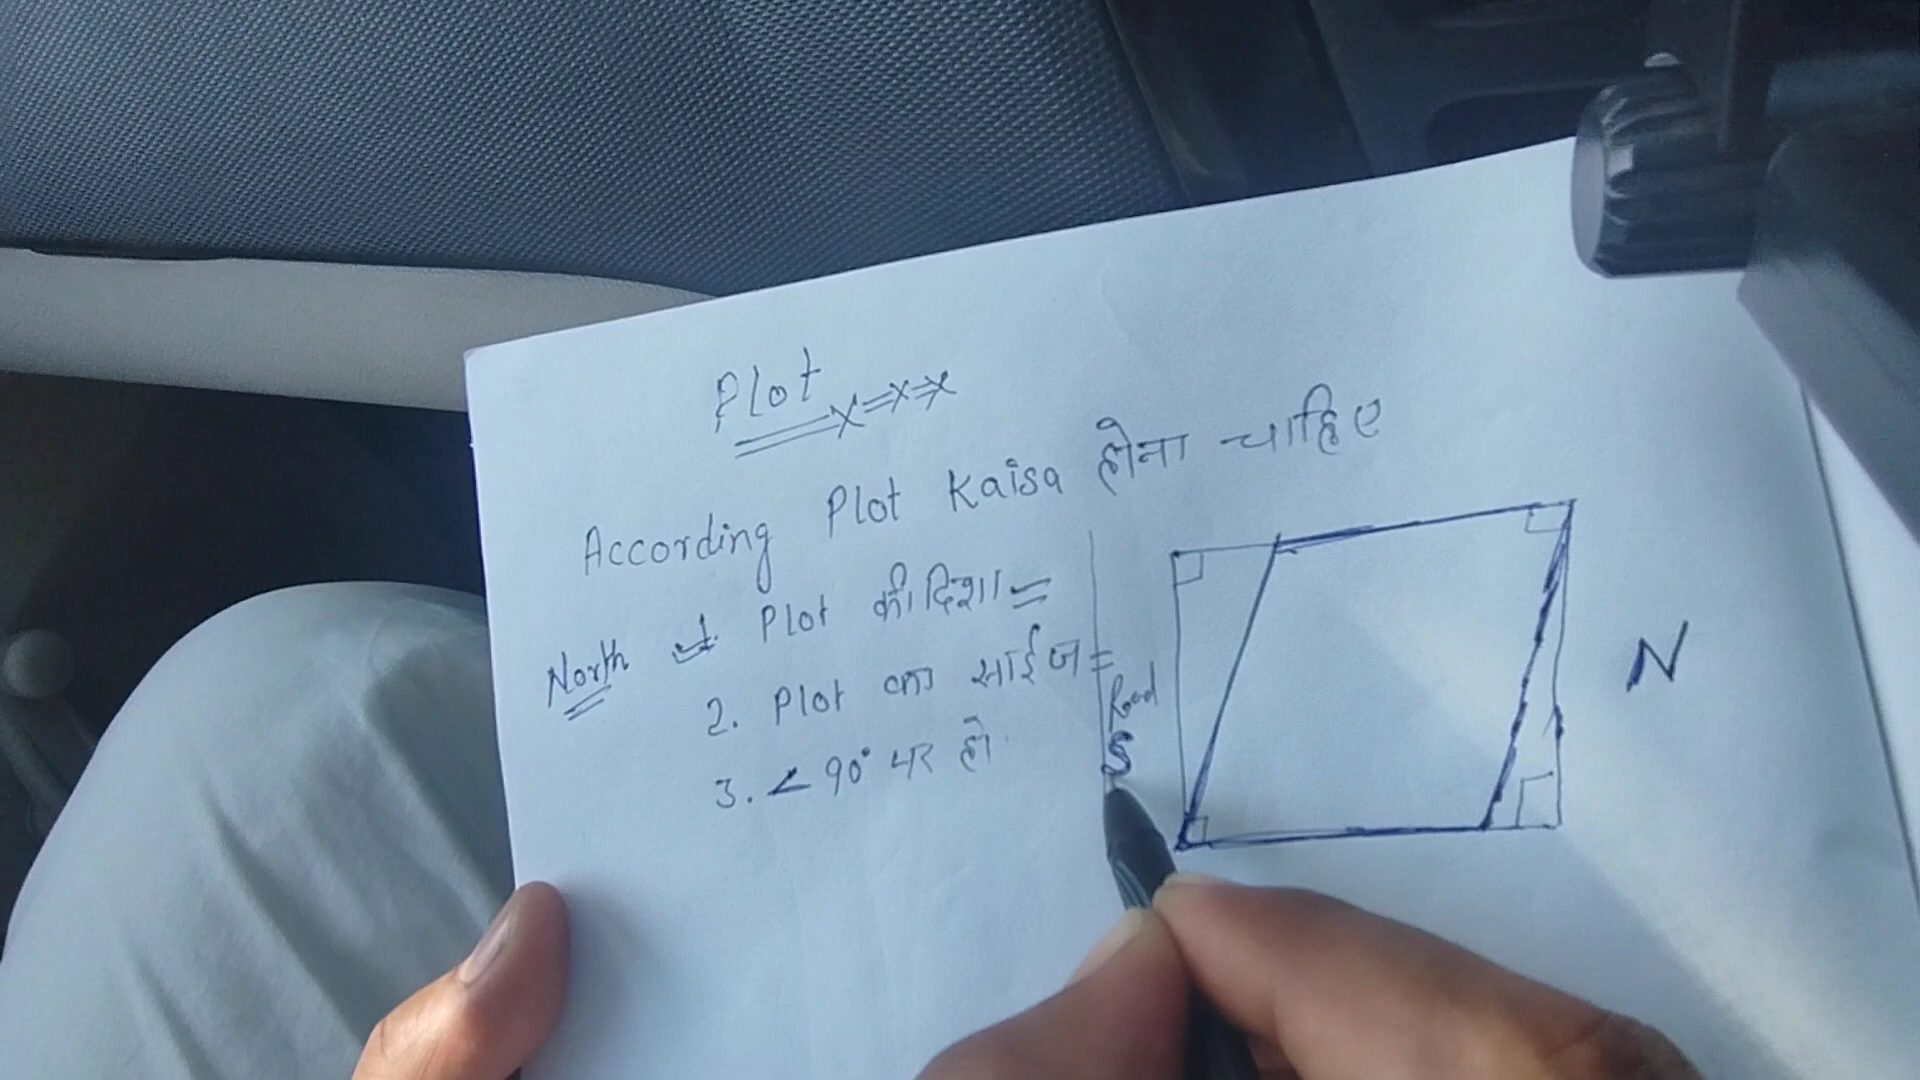 Plot
According Plot Kaisa होना चाहिए
North 1. Plot की दिशा =
2. Plot का साईज =
3. < 90° पर हो.
Road
S
N